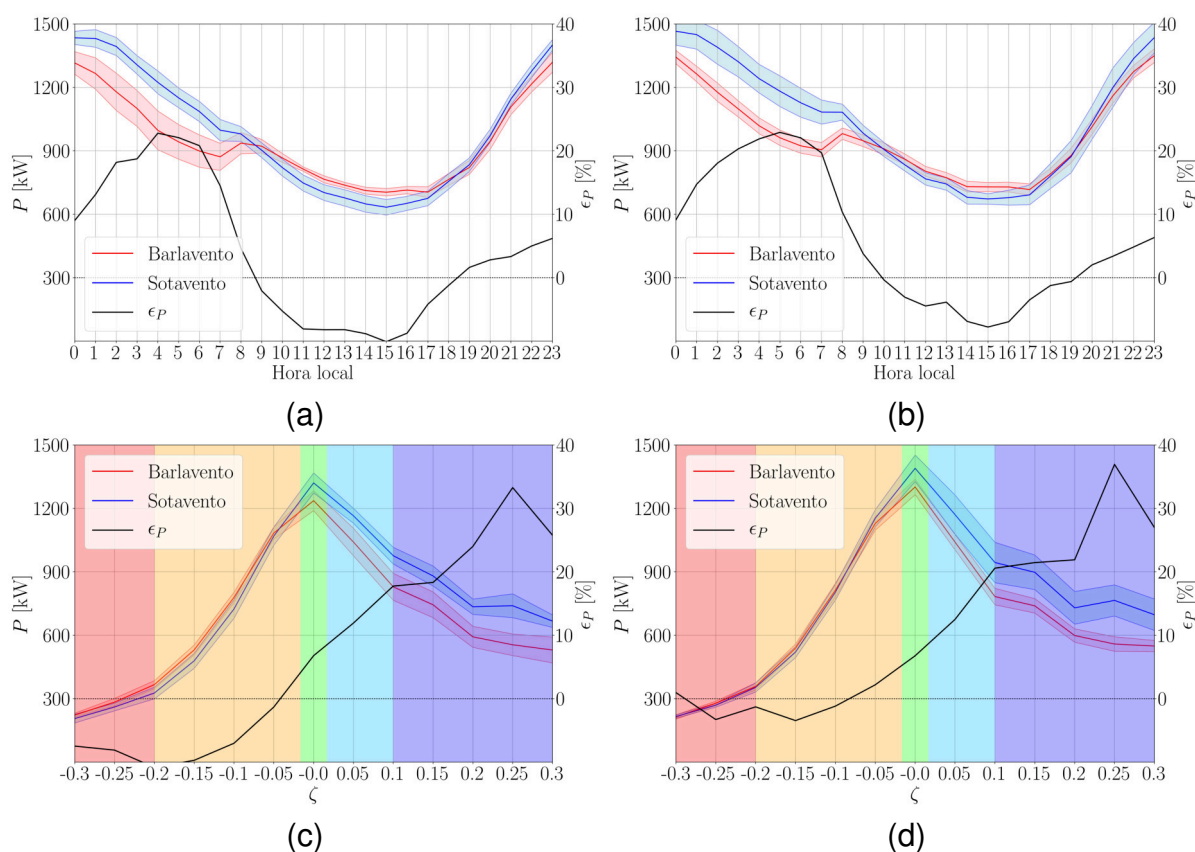 1500
1200
900
600
300
P [kW]
40
30
20
10
0
ϵP [%]
Barlavento
Sotavento
ϵP
0 1 2 3 4 5 6 7 8 9 10 11 12 13 14 15 16 17 18 19 20 21 22 23
Hora local
(a)
1500
1200
900
600
300
P [kW]
40
30
20
10
0
ϵP [%]
Barlavento
Sotavento
ϵP
0 1 2 3 4 5 6 7 8 9 10 11 12 13 14 15 16 17 18 19 20 21 22 23
Hora local
(b)
1500
1200
900
600
300
P [kW]
40
30
20
10
0
ϵP [%]
Barlavento
Sotavento
ϵP
-0.3 -0.25 -0.2 -0.15 -0.1 -0.05 0.0 0.05 0.1 0.15 0.2 0.25 0.3
ζ
(c)
1500
1200
900
600
300
P [kW]
40
30
20
10
0
ϵP [%]
Barlavento
Sotavento
ϵP
-0.3 -0.25 -0.2 -0.15 -0.1 -0.05 0.0 0.05 0.1 0.15 0.2 0.25 0.3
ζ
(d)